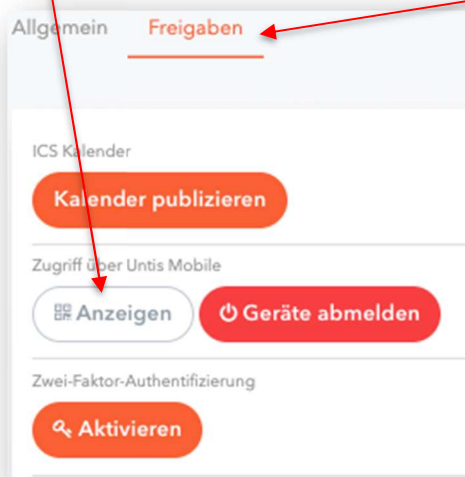 Allgemein Freigaben
ICS Kalender
Kalender publizieren
Zugriff über Untis Mobile
Anzeigen Geräte abmelden
Zwei-Faktor-Authentifizierung
Aktivieren